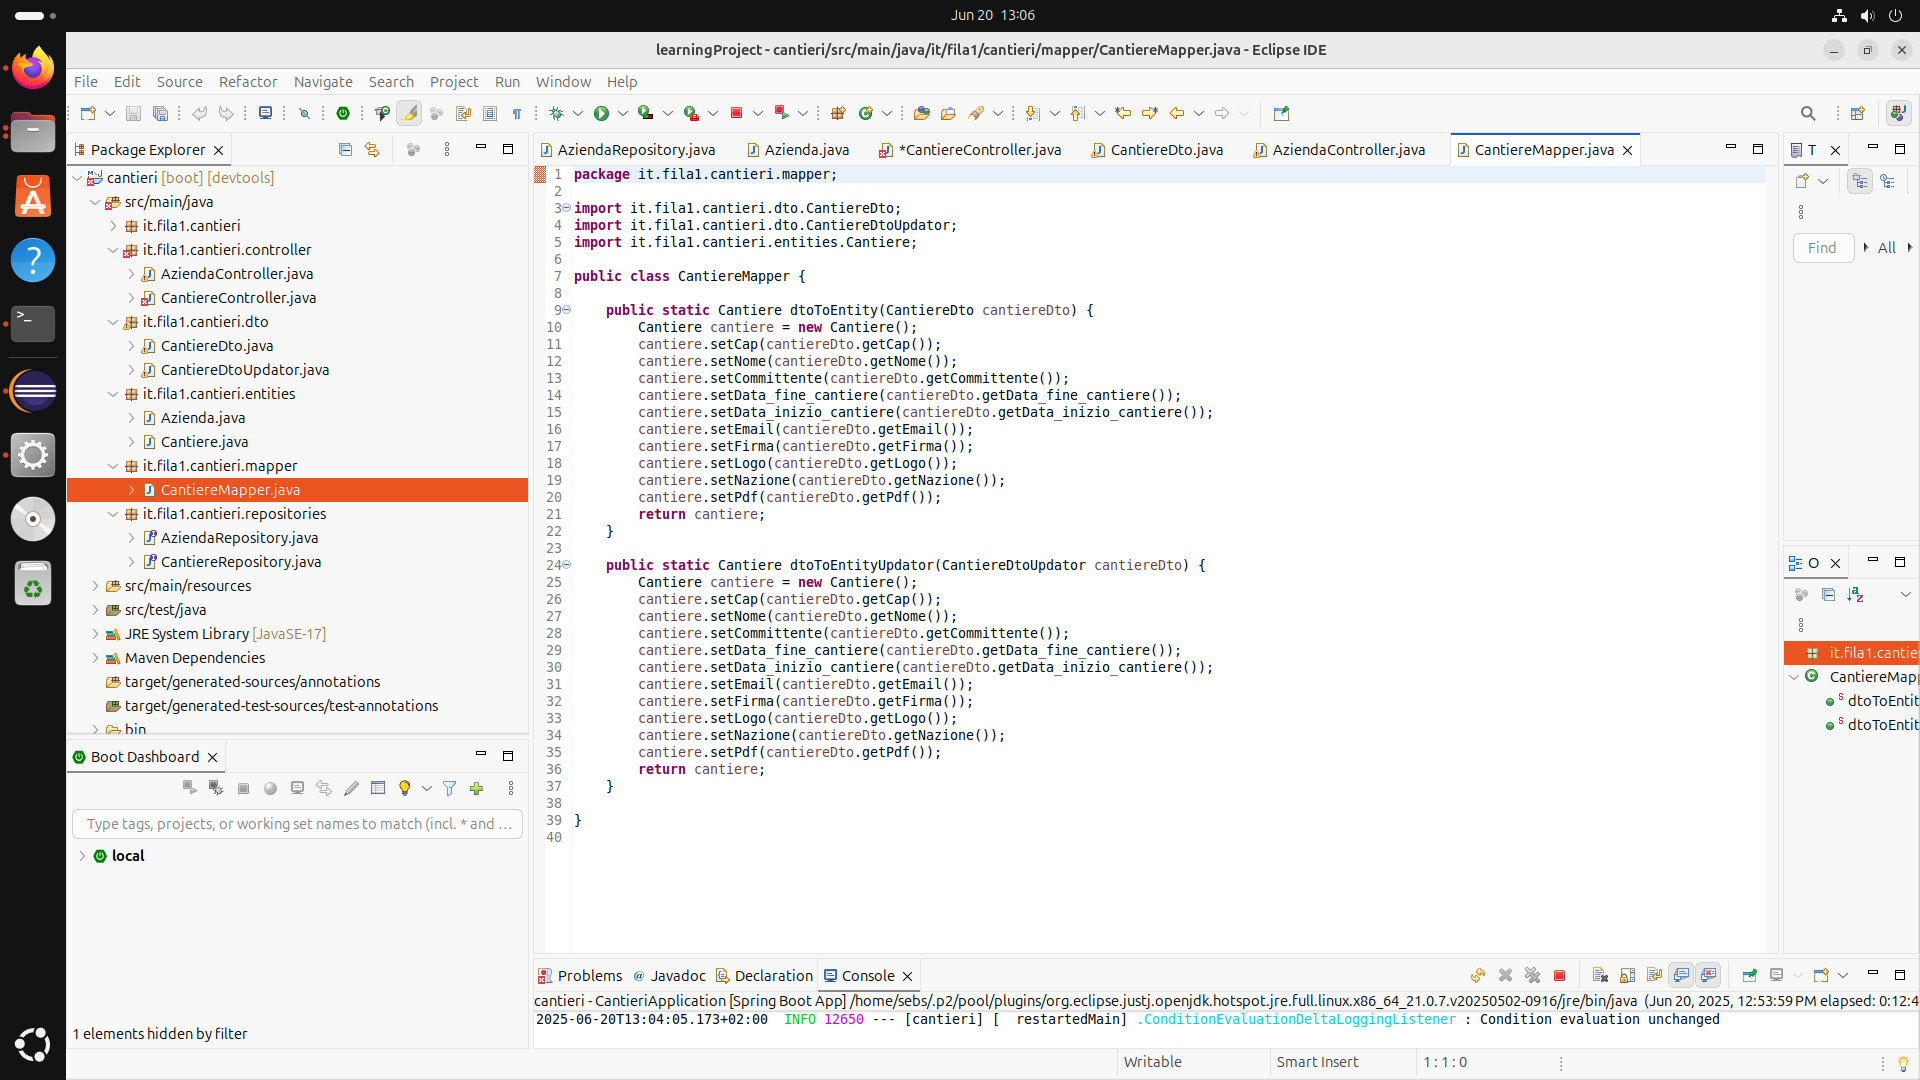 Jun 20 13:06
learningProject - cantieri/src/main/java/it/fila1/cantieri/mapper/CantiereMapper.java - Eclipse IDE
File Edit Source Refactor Navigate Search Project Run Window Help
Package Explorer
cantieri [boot] [devtools]
src/main/java
it.fila1.cantieri
it.fila1.cantieri.controller
AziendaController.java
CantiereController.java
it.fila1.cantieri.dto
CantiereDto.java
CantiereDtoUpdator.java
it.fila1.cantieri.entities
Azienda.java
Cantiere.java
it.fila1.cantieri.mapper
CantiereMapper.java
it.fila1.cantieri.repositories
AziendaRepository.java
CantiereRepository.java
src/main/resources
src/test/java
JRE System Library [JavaSE-17]
Maven Dependencies
target/generated-sources/annotations
target/generated-test-sources/test-annotations
bin
Boot Dashboard
Type tags, projects, or working set names to match (incl. * and ...
local
1 elements hidden by filter
AziendaRepository.java Azienda.java *CantiereController.java CantiereDto.java AziendaController.java CantiereMapper.java
1 package it.fila1.cantieri.mapper;
2
3 import it.fila1.cantieri.dto.CantiereDto;
4 import it.fila1.cantieri.dto.CantiereDtoUpdator;
5 import it.fila1.cantieri.entities.Cantiere;
6
7 public class CantiereMapper {
8
9 public static Cantiere dtoToEntity(CantiereDto cantiereDto) {
10 Cantiere cantiere = new Cantiere();
11 cantiere.setCap(cantiereDto.getCap());
12 cantiere.setNome(cantiereDto.getNome());
13 cantiere.setCommittente(cantiereDto.getCommittente());
14 cantiere.setData_fine_cantiere(cantiereDto.getData_fine_cantiere());
15 cantiere.setData_inizio_cantiere(cantiereDto.getData_inizio_cantiere());
16 cantiere.setEmail(cantiereDto.getEmail());
17 cantiere.setFirma(cantiereDto.getFirma());
18 cantiere.setLogo(cantiereDto.getLogo());
19 cantiere.setNazione(cantiereDto.getNazione());
20 cantiere.setPdf(cantiereDto.getPdf());
21 return cantiere;
22 }
23
24 public static Cantiere dtoToEntityUpdator(CantiereDtoUpdator cantiereDto) {
25 Cantiere cantiere = new Cantiere();
26 cantiere.setCap(cantiereDto.getCap());
27 cantiere.setNome(cantiereDto.getNome());
28 cantiere.setCommittente(cantiereDto.getCommittente());
29 cantiere.setData_fine_cantiere(cantiereDto.getData_fine_cantiere());
30 cantiere.setData_inizio_cantiere(cantiereDto.getData_inizio_cantiere());
31 cantiere.setEmail(cantiereDto.getEmail());
32 cantiere.setFirma(cantiereDto.getFirma());
33 cantiere.setLogo(cantiereDto.getLogo());
34 cantiere.setNazione(cantiereDto.getNazione());
35 cantiere.setPdf(cantiereDto.getPdf());
36 return cantiere;
37 }
38
39 }
40
T
Find All
O
it.fila1.cantie
CantiereMap
dtoToEntit
dtoToEntit
Problems Javadoc Declaration Console
cantieri - CantieriApplication [Spring Boot App] /home/sebs/.p2/pool/plugins/org.eclipse.justj.openjdk.hotspot.jre.full.linux.x86_64_21.0.7.v20250502-0916/jre/bin/java (Jun 20, 2025, 12:53:59 PM elapsed: 0:12:4
2025-06-20T13:04:05.173+02:00 INFO 12650 --- [cantieri] [ restartedMain] .ConditionEvaluationDeltaLoggingListener : Condition evaluation unchanged
Writable Smart Insert 1 : 1 : 0